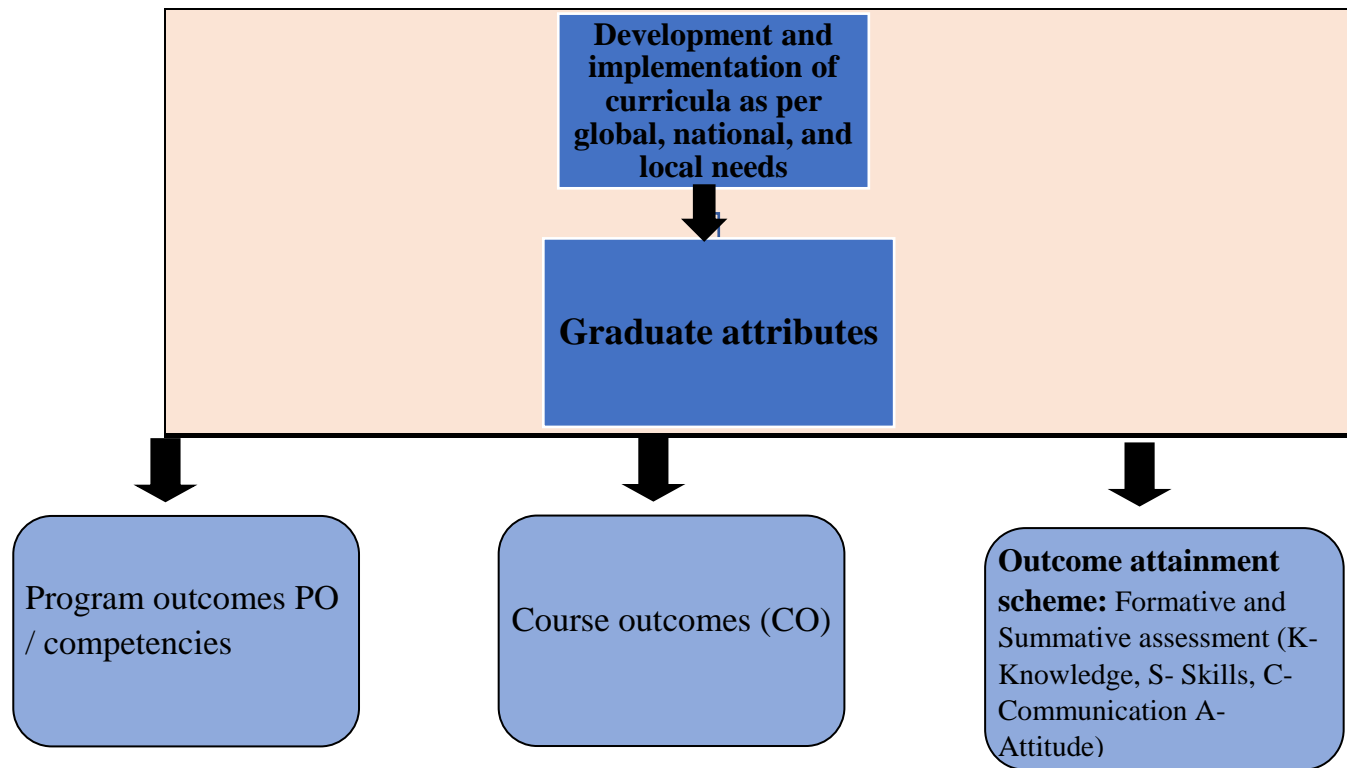 Development and
implementation of
curricula as per
global, national, and
local needs
Graduate attributes
Program outcomes PO
/ competencies
Course outcomes (CO)
Outcome attainment
scheme: Formative and
Summative assessment (K-
Knowledge, S- Skills, C-
Communication A-
Attitude)